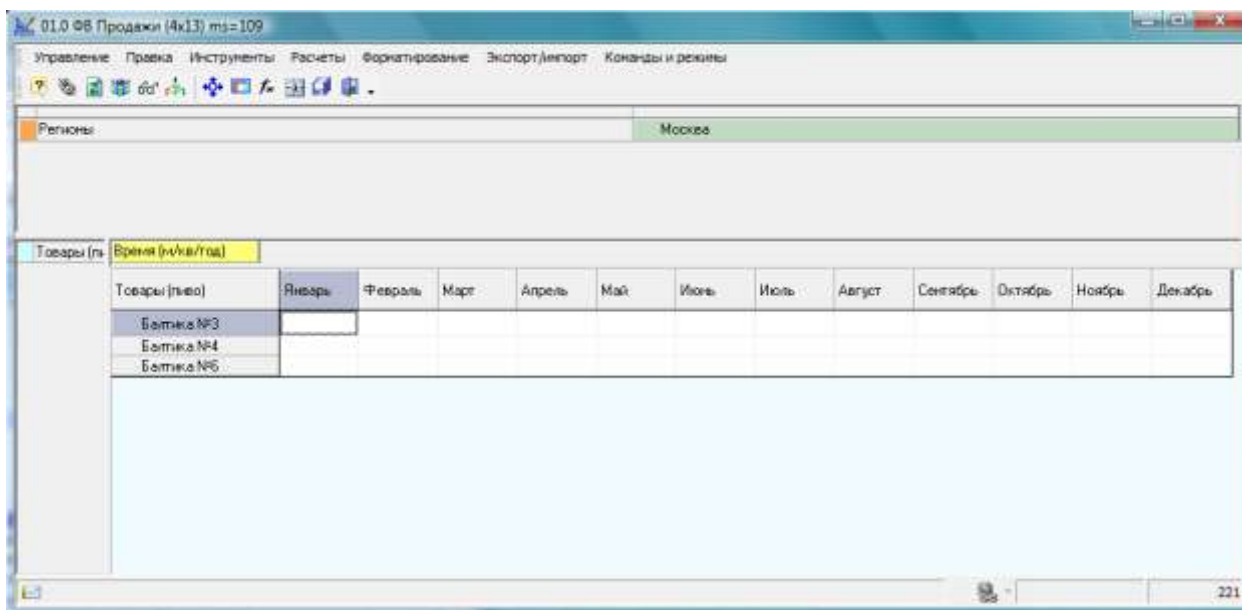 01.0 ФВ Продажи (4x13) ms=109
Управление Правка Инструменты Расчеты Форматирование Экспорт/импорт Команды и режимы
Регионы Москва
Товары (пи Время (м/кв/год)
Товары (пиво) Январь Февраль Март Апрель Май Июнь Июль Август Сентябрь Октябрь Ноябрь Декабрь
Балтика №3
Балтика №4
Балтика №6
221